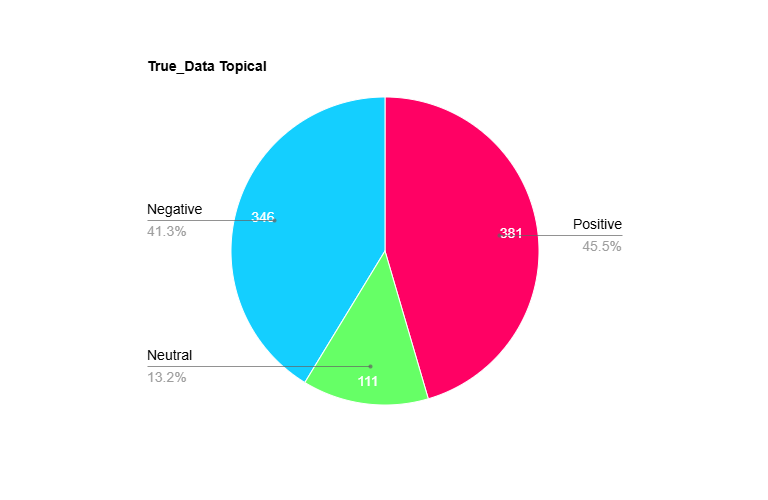 True_Data Topical
Negative
346
41.3%
381
Positive
45.5%
Neutral
13.2%
111